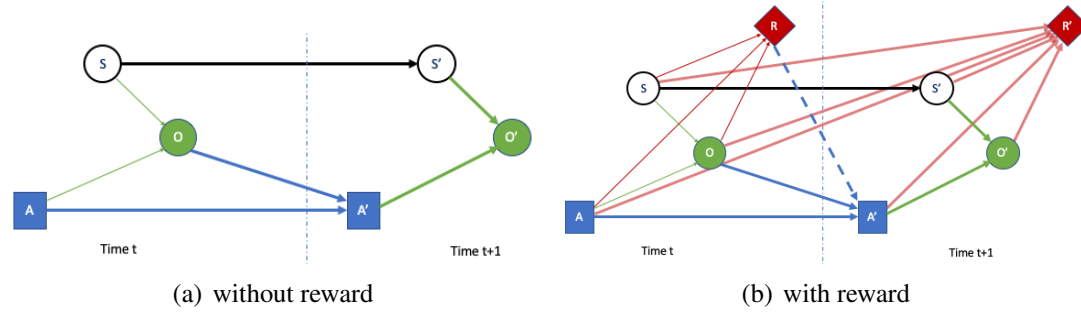 S
S'
O
O'
A
A'
Time t
Time t+1
(a) without reward
R
R'
S
S'
O
O'
A
A'
Time t
Time t+1
(b) with reward